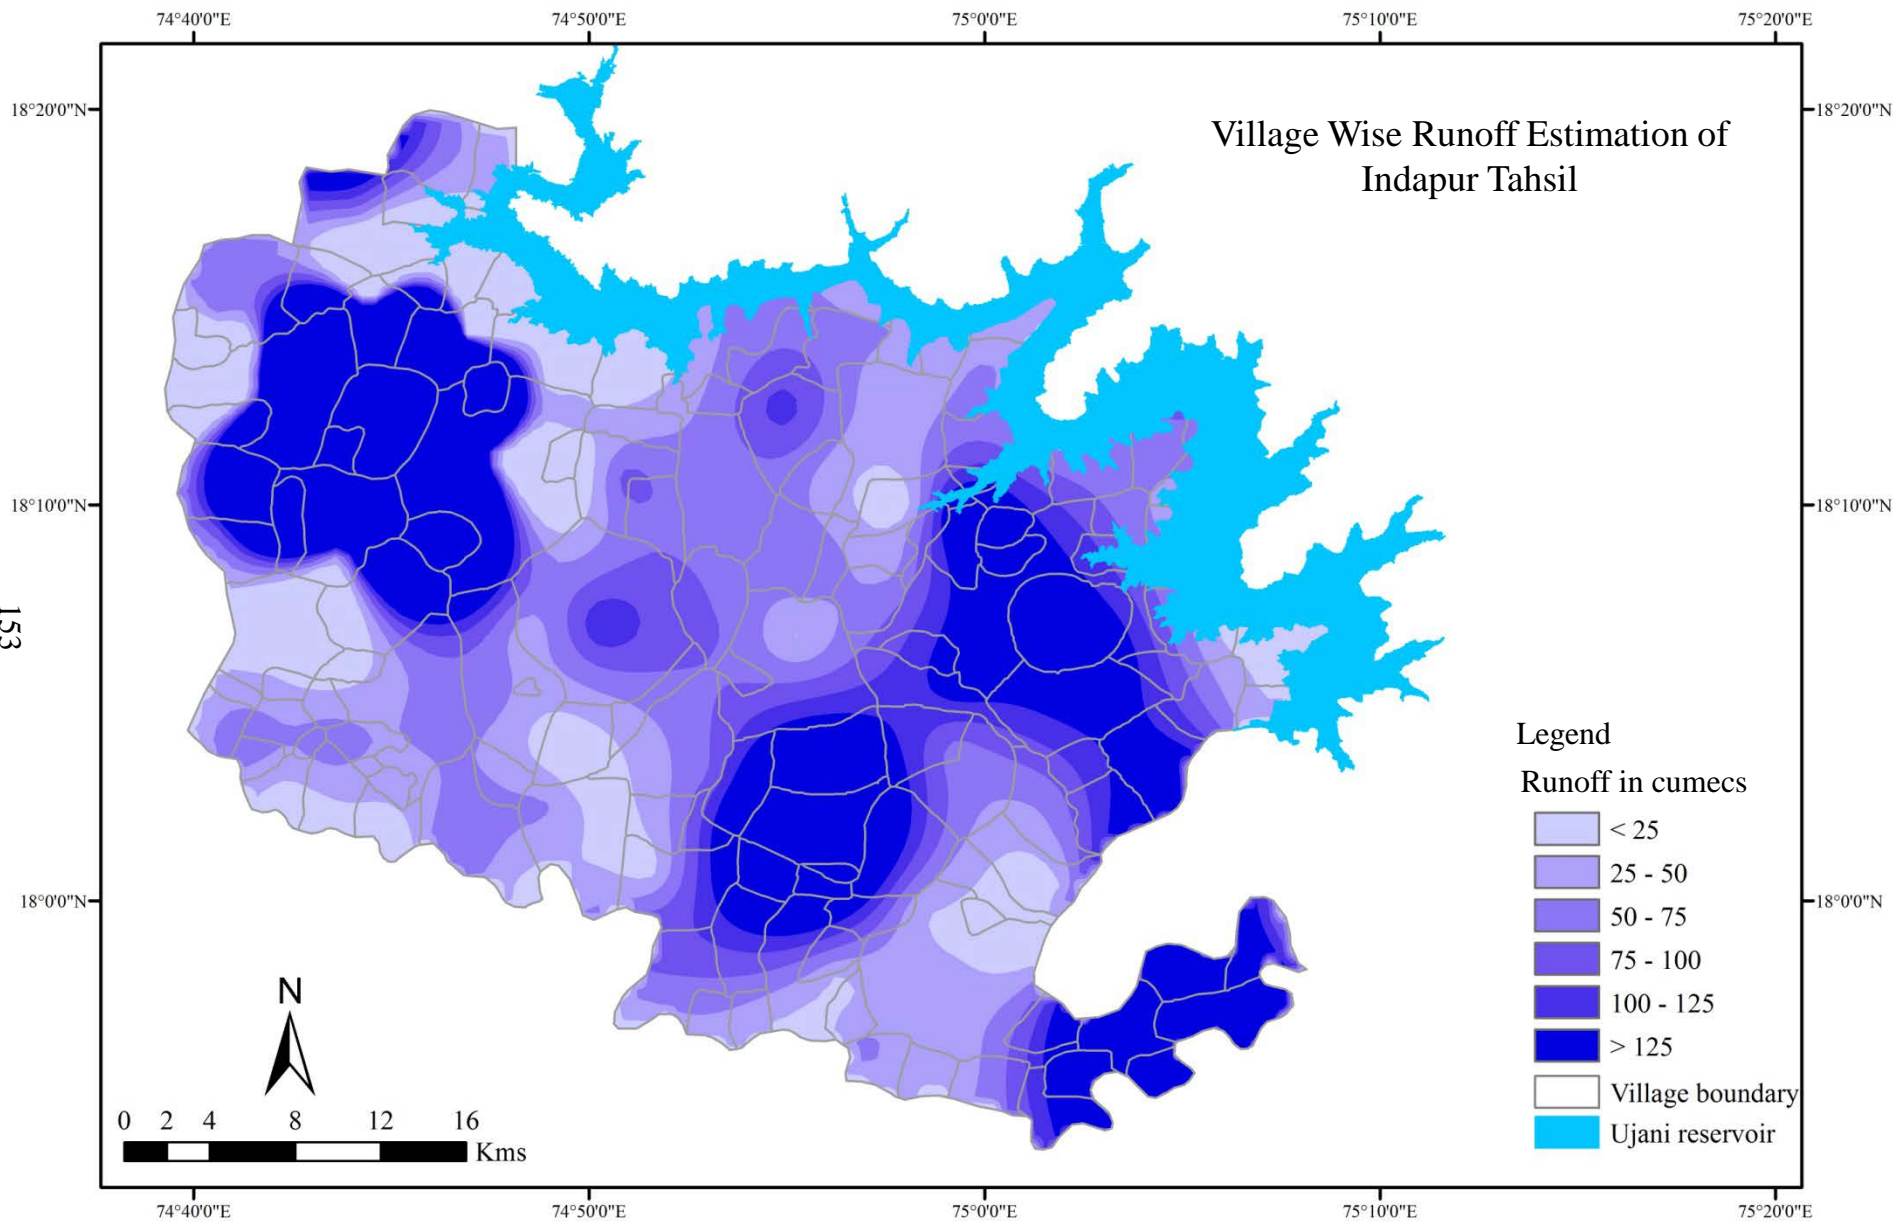 74°40'0"E
74°50'0"E
75°0'0"E
75°10'0"E
75°20'0"E
18°20'0"N
18°20'0"N
Village Wise Runoff Estimation of
Indapur Tahsil
18°10'0"N
18°10'0"N
153
Legend
Runoff in cumecs
< 25
25 - 50
50 - 75
75 - 100
100 - 125
> 125
Village boundary
Ujani reservoir
18°0'0"N
18°0'0"N
N
0 2 4 8 12 16
Kms
74°40'0"E
74°50'0"E
75°0'0"E
75°10'0"E
75°20'0"E